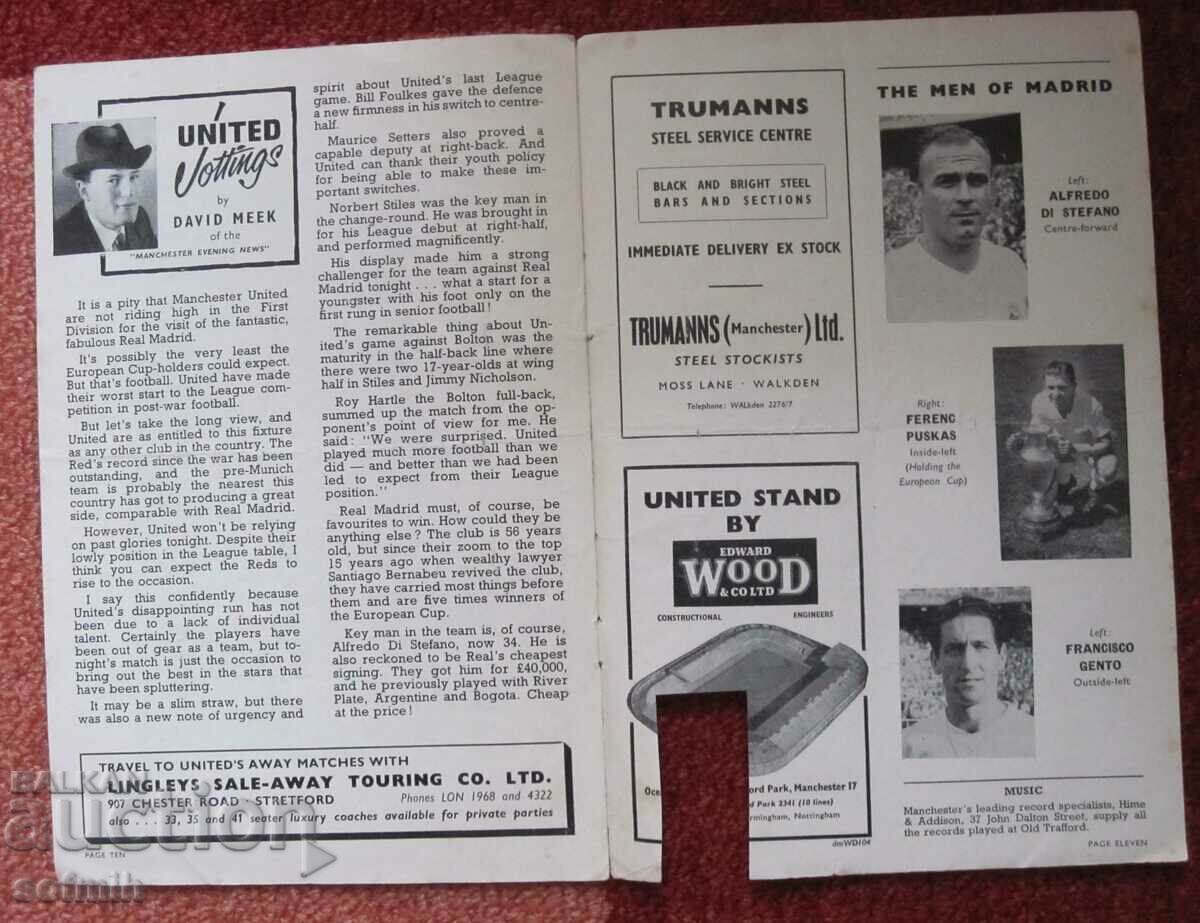 UNITED
Jottings
by
DAVID MEEK
of the
"MANCHESTER EVENING NEWS"
It is a pity that Manchester United
are not riding high in the First
Division for the visit of the fantastic,
fabulous Real Madrid.
It's possibly the very least the
European Cup-holders could expect.
But that's football. United have made
their worst start to the League com-
petition in post-war football.
But let's take the long view, and
United are as entitled to this fixture
as any other club in the country. The
Red's record since the war has been
outstanding, and the pre-Munich
team is probably the nearest this
country has got to producing a great
side, comparable with Real Madrid.
However, United won't be relying
on past glories tonight. Despite their
lowly position in the League table, I
think you can expect the Reds to
rise to the occasion.
I say this confidently because
United's disappointing run has not
been due to a lack of individual
talent. Certainly the players have
been out of gear as a team, but to-
night's match is just the occasion to
bring out the best in the stars that
have been spluttering.
It may be a slim straw, but there
was also a new note of urgency and
spirit about United's last League
game. Bill Foulkes gave the defence
a new firmness in his switch to centre-
half.
Maurice Setters also proved a
capable deputy at right-back. And
United can thank their youth policy
for being able to make these im-
portant switches.
Norbert Stiles was the key man in
the change-round. He was brought in
for his League debut at right-half,
and performed magnificently.
His display made him a strong
challenger for the team against Real
Madrid tonight . . . what a start for a
youngster with his foot only on the
first rung in senior football!
The remarkable thing about Un-
ited's game against Bolton was the
maturity in the half-back line where
there were two 17-year-olds at wing
half in Stiles and Jimmy Nicholson.
Roy Hartle the Bolton full-back,
summed up the match from the op-
ponent's point of view for me. He
said: "We were surprised. United
played much more football than we
did — and better than we had been
led to expect from their League
position."
Real Madrid must, of course, be
favourites to win. How could they be
anything else? The club is 56 years
old, but since their zoom to the top
15 years ago when wealthy lawyer
Santiago Bernabeu revived the club,
they have carried most things before
them and are five times winners of
the European Cup.
Key man in the team is, of course,
Alfredo Di Stefano, now 34. He is
also reckoned to be Real's cheapest
signing. They got him for £40,000,
and he previously played with River
Plate, Argentine and Bogota. Cheap
at the price!
TRAVEL TO UNITED'S AWAY MATCHES WITH
LINGLEYS SALE-AWAY TOURING CO. LTD.
907 CHESTER ROAD · STRETFORD Phones LON 1968 and 4322
also . . . 33, 35 and 41 seater luxury coaches available for private parties
PAGE TEN
TRUMANNS
STEEL SERVICE CENTRE
BLACK AND BRIGHT STEEL
BARS AND SECTIONS
IMMEDIATE DELIVERY EX STOCK
TRUMANNS (Manchester) Ltd.
STEEL STOCKISTS
MOSS LANE · WALKDEN
Telephone: WALkden 2276/7
UNITED STAND
BY
EDWARD
WOOD
& CO LTD
CONSTRUCTIONAL ENGINEERS
Oce ord Park, Manchester 17
d Park 2341 (10 lines)
rmingham, Nottingham
dmWD104
THE MEN OF MADRID
Left:
ALFREDO
DI STEFANO
Centre-forward
Right:
FERENC
PUSKAS
Inside-left
(Holding the
European Cup)
Left:
FRANCISCO
GENTO
Outside-left
MUSIC
Manchester's leading record specialists, Hime
& Addison, 37 John Dalton Street, supply all
the records played at Old Trafford.
PAGE ELEVEN
BALKAN
auction
sofmih